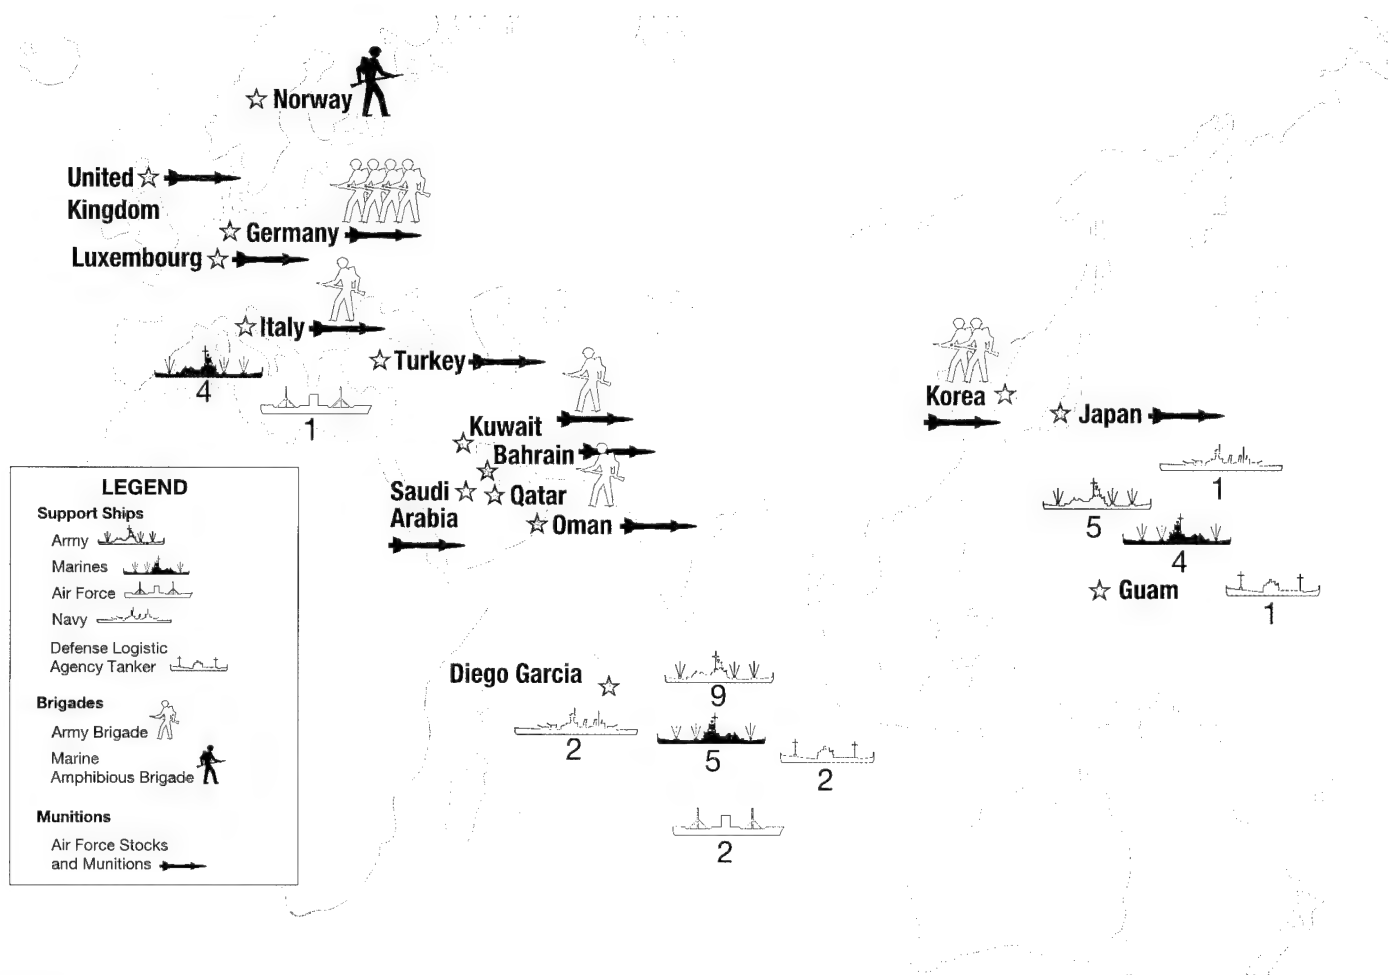 Norway
United
Kingdom
Germany
Luxembourg
Italy
4
1
Turkey
Kuwait
Bahrain
Saudi
Arabia
Qatar
Oman
Korea
Japan
1
5
4
Guam
1
Diego Garcia
9
2
5
2
2
LEGEND
Support Ships
Army
Marines
Air Force
Navy
Defense Logistic
Agency Tanker
Brigades
Army Brigade
Marine
Amphibious Brigade
Munitions
Air Force Stocks
and Munitions